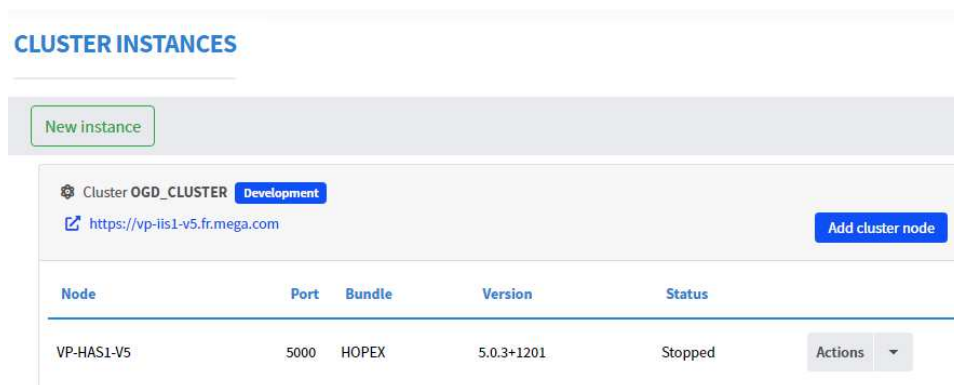 CLUSTER INSTANCES
New instance
Cluster OGD_CLUSTER Development
https://vp-iis1-v5.fr.mega.com
Add cluster node
Node Port Bundle Version Status
VP-HAS1-V5 5000 HOPEX 5.0.3+1201 Stopped Actions